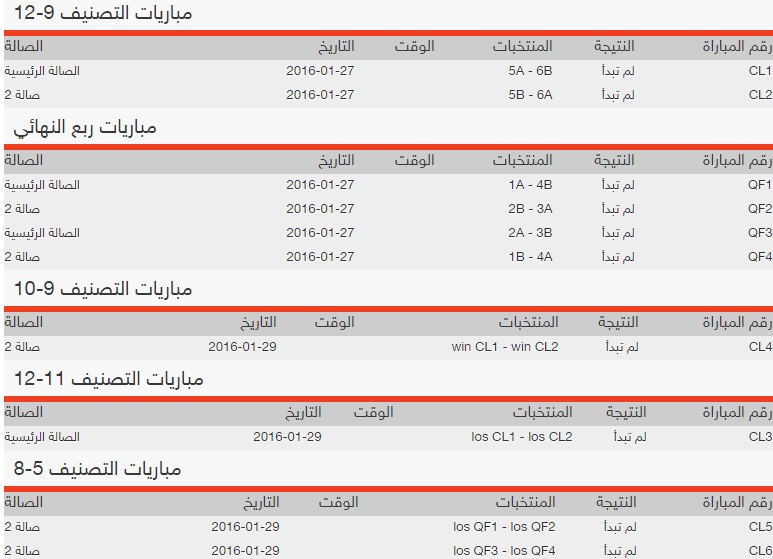 مباريات التصنيف 9-12
رقم المباراة النتيجة المنتخبات الوقت التاريخ الصالة
CL1 لم تبدأ 5A - 6B 2016-01-27 الصالة الرئيسية
CL2 لم تبدأ 5B - 6A 2016-01-27 صالة 2
مباريات ربع النهائي
رقم المباراة النتيجة المنتخبات الوقت التاريخ الصالة
QF1 لم تبدأ 1A - 4B 2016-01-27 الصالة الرئيسية
QF2 لم تبدأ 2B - 3A 2016-01-27 صالة 2
QF3 لم تبدأ 2A - 3B 2016-01-27 الصالة الرئيسية
QF4 لم تبدأ 1B - 4A 2016-01-27 صالة 2
مباريات التصنيف 9-10
رقم المباراة النتيجة المنتخبات الوقت التاريخ الصالة
CL4 لم تبدأ win CL1 - win CL2 2016-01-29 صالة 2
مباريات التصنيف 11-12
رقم المباراة النتيجة المنتخبات الوقت التاريخ الصالة
CL3 لم تبدأ los CL1 - los CL2 2016-01-29 الصالة الرئيسية
مباريات التصنيف 5-8
رقم المباراة النتيجة المنتخبات الوقت التاريخ الصالة
CL5 لم تبدأ los QF1 - los QF2 2016-01-29 صالة 2
CL6 لم تبدأ los QF3 - los QF4 2016-01-29 صالة 2